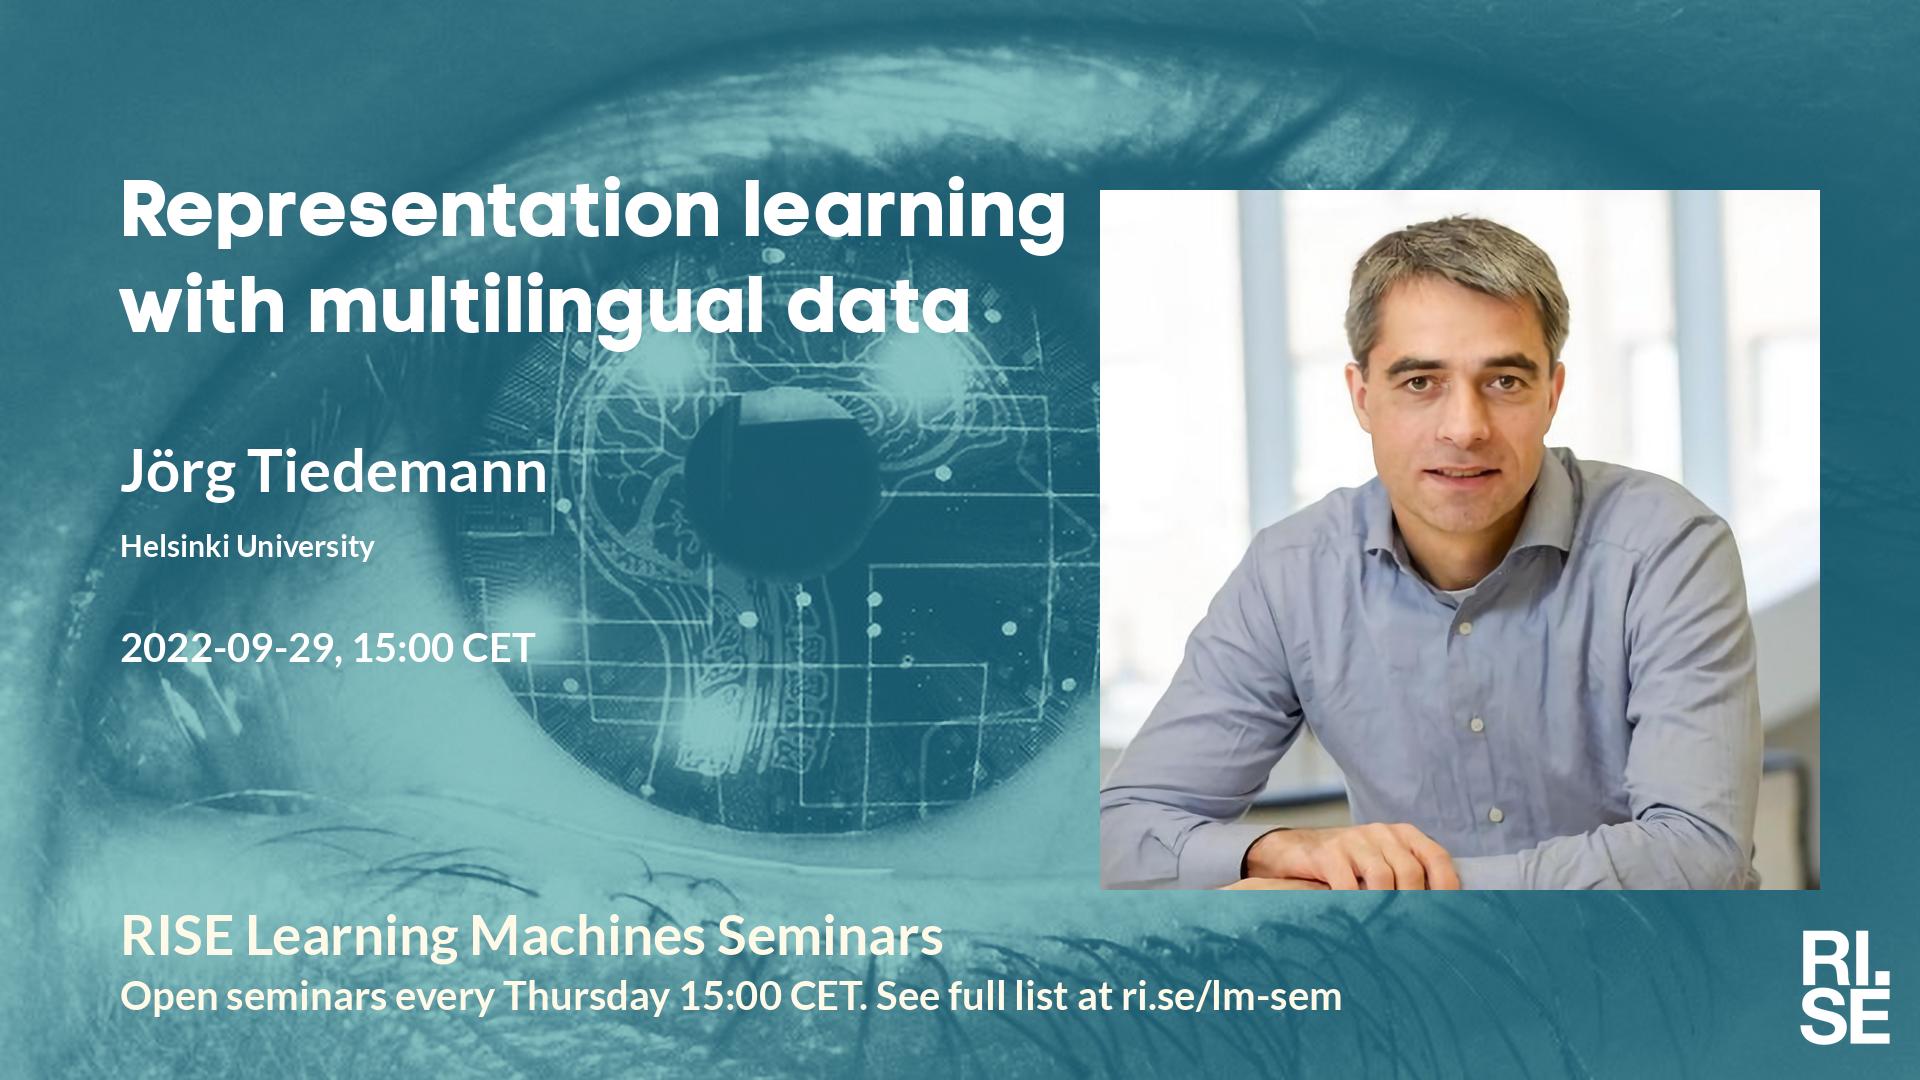 Representation learning
with multilingual data
Jörg Tiedemann
Helsinki University
2022-09-29, 15:00 CET
RISE Learning Machines Seminars
Open seminars every Thursday 15:00 CET. See full list at ri.se/lm-sem
RI.
SE